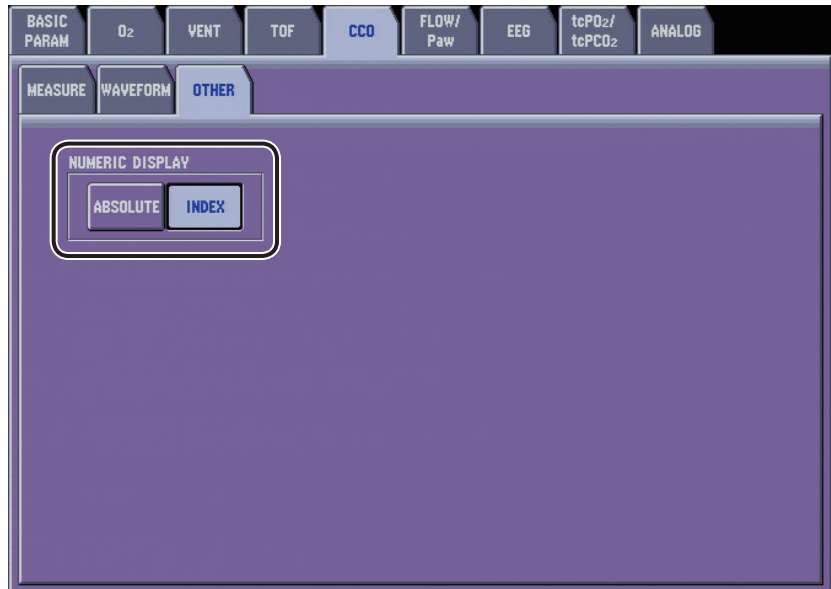 BASIC PARAM
O₂
VENT
TOF
CCO
FLOW/ Paw
EEG
tcPO₂/ tcPCO₂
ANALOG
MEASURE
WAVEFORM
OTHER
NUMERIC DISPLAY
ABSOLUTE
INDEX